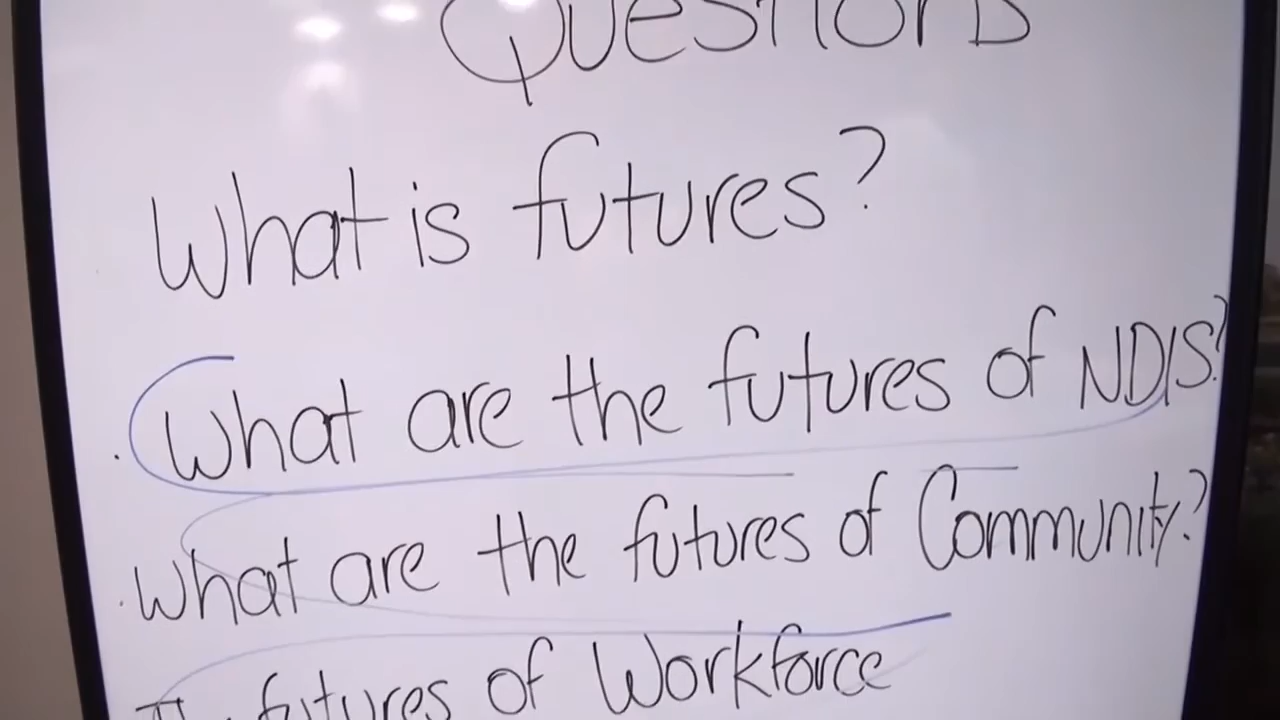 Questions
What is futures?
What are the futures of NDIS?
What are the futures of Community?
The futures of Workforce